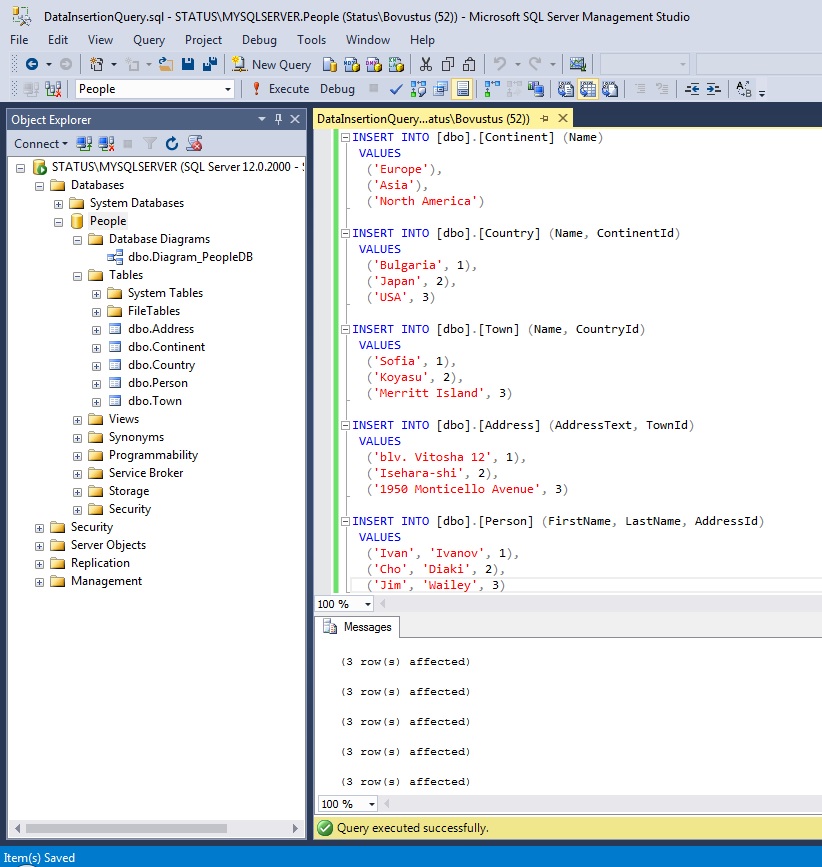 DataInsertionQuery.sql - STATUS\MYSQLSERVER.People (Status\Bovustus (52)) - Microsoft SQL Server Management Studio
File Edit View Query Project Debug Tools Window Help
New Query
People Execute Debug
Object Explorer
Connect
STATUS\MYSQLSERVER (SQL Server 12.0.2000 -
Databases
System Databases
People
Database Diagrams
dbo.Diagram_PeopleDB
Tables
System Tables
FileTables
dbo.Address
dbo.Continent
dbo.Country
dbo.Person
dbo.Town
Views
Synonyms
Programmability
Service Broker
Storage
Security
Security
Server Objects
Replication
Management
DataInsertionQuery...atus\Bovustus (52))
INSERT INTO [dbo].[Continent] (Name)
VALUES
('Europe'),
('Asia'),
('North America')
INSERT INTO [dbo].[Country] (Name, ContinentId)
VALUES
('Bulgaria', 1),
('Japan', 2),
('USA', 3)
INSERT INTO [dbo].[Town] (Name, CountryId)
VALUES
('Sofia', 1),
('Koyasu', 2),
('Merritt Island', 3)
INSERT INTO [dbo].[Address] (AddressText, TownId)
VALUES
('blv. Vitosha 12', 1),
('Isehara-shi', 2),
('1950 Monticello Avenue', 3)
INSERT INTO [dbo].[Person] (FirstName, LastName, AddressId)
VALUES
('Ivan', 'Ivanov', 1),
('Cho', 'Diaki', 2),
('Jim', 'Wailey', 3)
100 %
Messages
(3 row(s) affected)
(3 row(s) affected)
(3 row(s) affected)
(3 row(s) affected)
(3 row(s) affected)
100 %
Query executed successfully.
Item(s) Saved